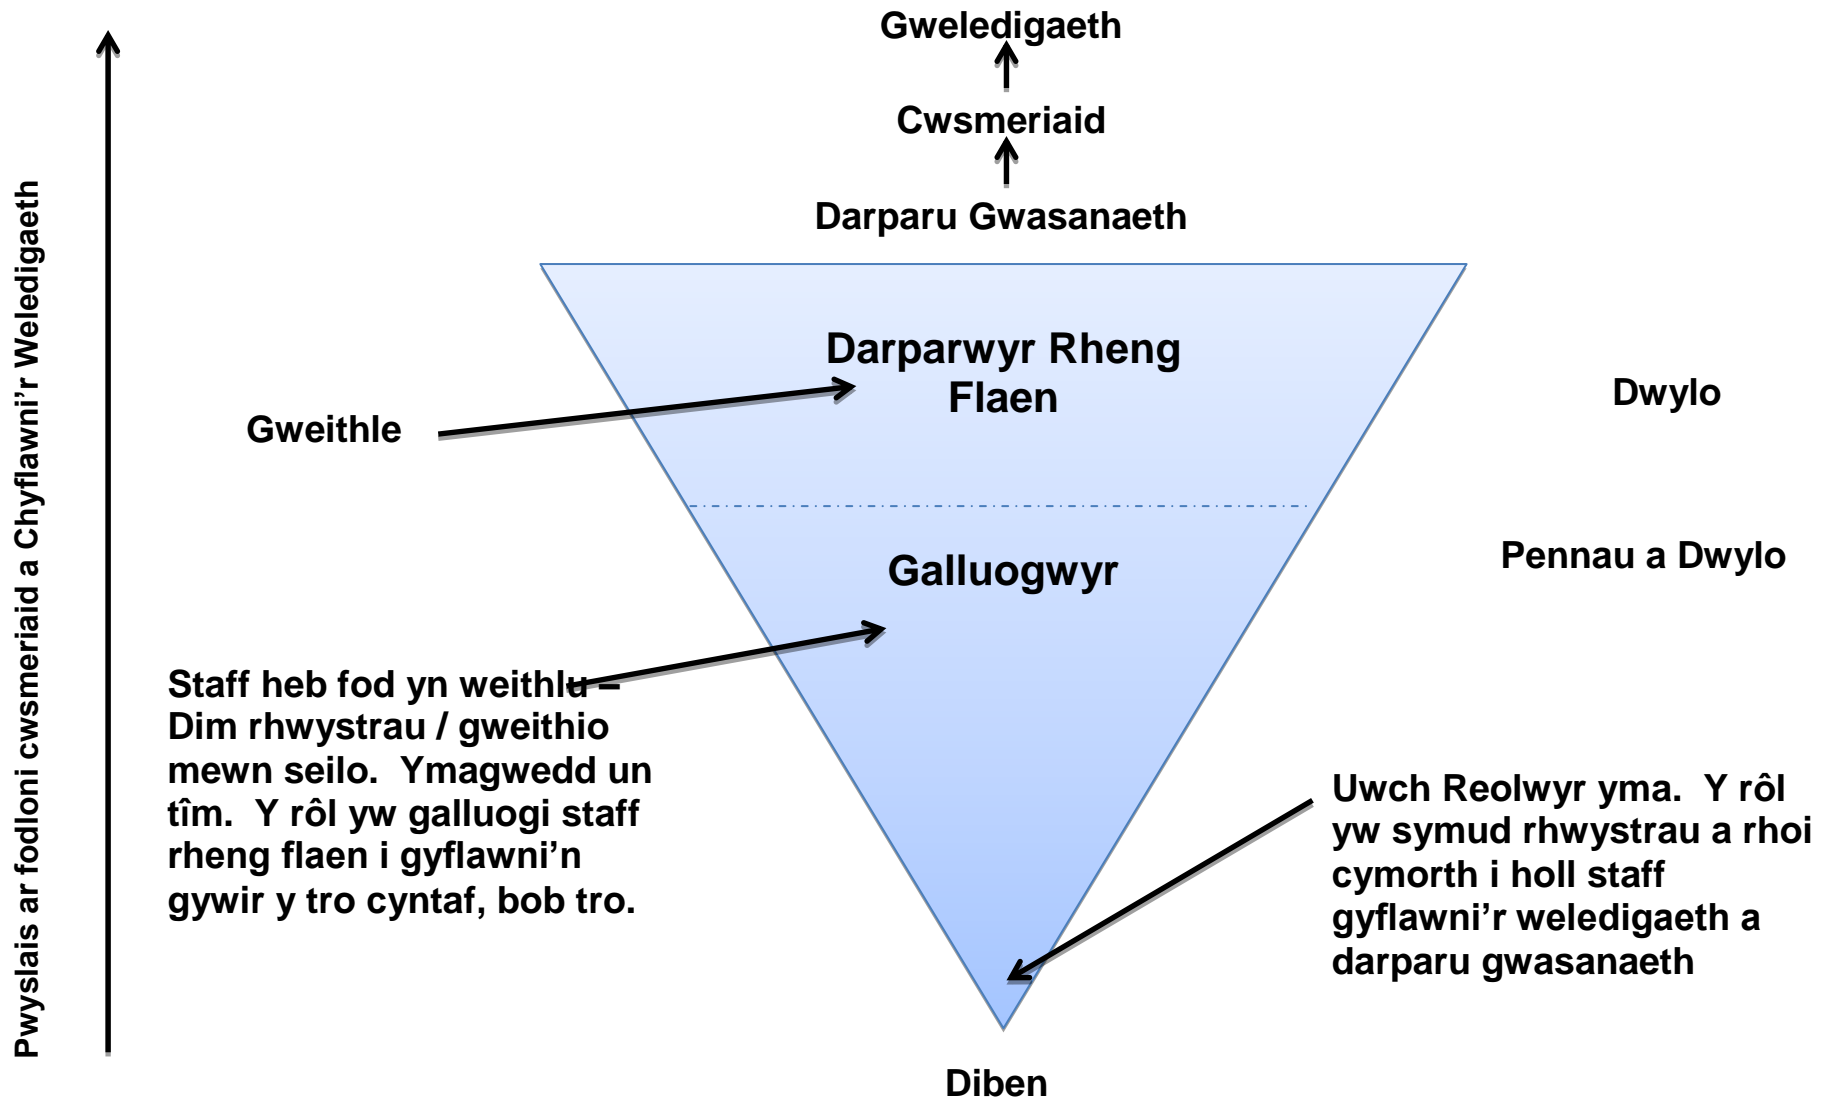 Gweledigaeth
Cwsmeriaid
Darparu Gwasanaeth
Pwyslais ar fodloni cwsmeriaid a Chyflawni’r Weledigaeth
Darparwyr Rheng
Flaen
Gweithle
Dwylo
Galluogwyr
Pennau a Dwylo
Staff heb fod yn weithlu –
Dim rhwystrau / gweithio
mewn seilo. Ymagwedd un
tîm. Y rôl yw galluogi staff
rheng flaen i gyflawni’n
gywir y tro cyntaf, bob tro.
Uwch Reolwyr yma. Y rôl
yw symud rhwystrau a rhoi
cymorth i holl staff
gyflawni’r weledigaeth a
darparu gwasanaeth
Diben